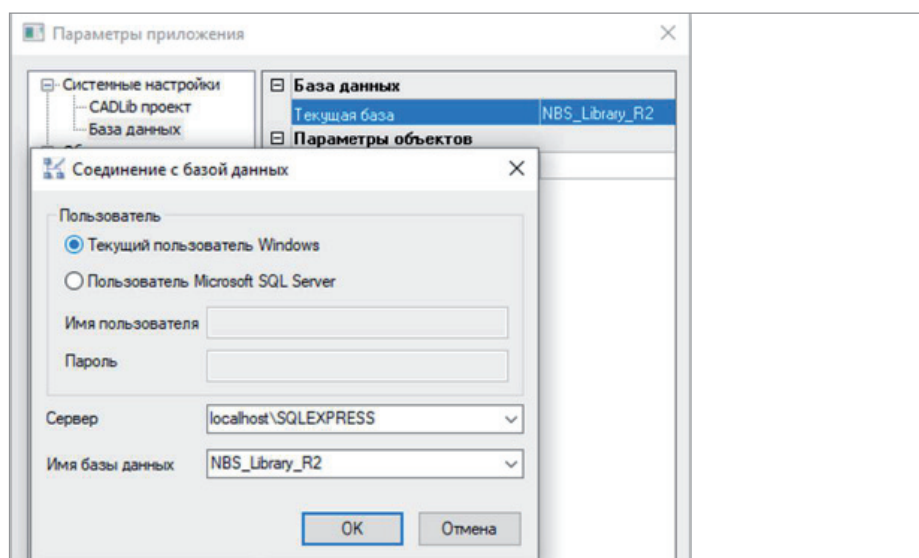 Параметры приложения
Системные настройки
CADLib проект
База данных
База данных
Текущая база NBS_Library_R2
Параметры объектов
Соединение с базой данных
Пользователь
Текущий пользователь Windows
Пользователь Microsoft SQL Server
Имя пользователя
Пароль
Сервер localhost\SQLEXPRESS
Имя базы данных NBS_Library_R2
OK Отмена